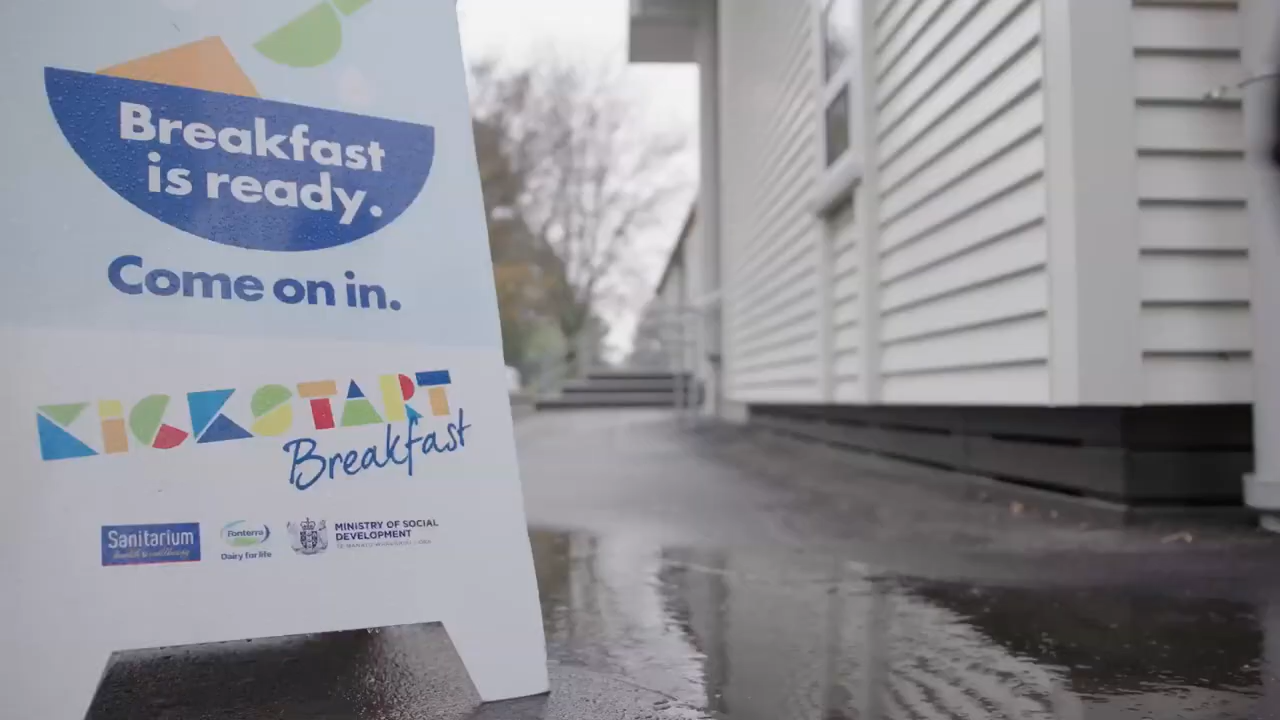 Breakfast
is ready.
Come on in.
KICKSTART
Breakfast
Sanitarium
Fonterra
Dairy for life
MINISTRY OF SOCIAL
DEVELOPMENT